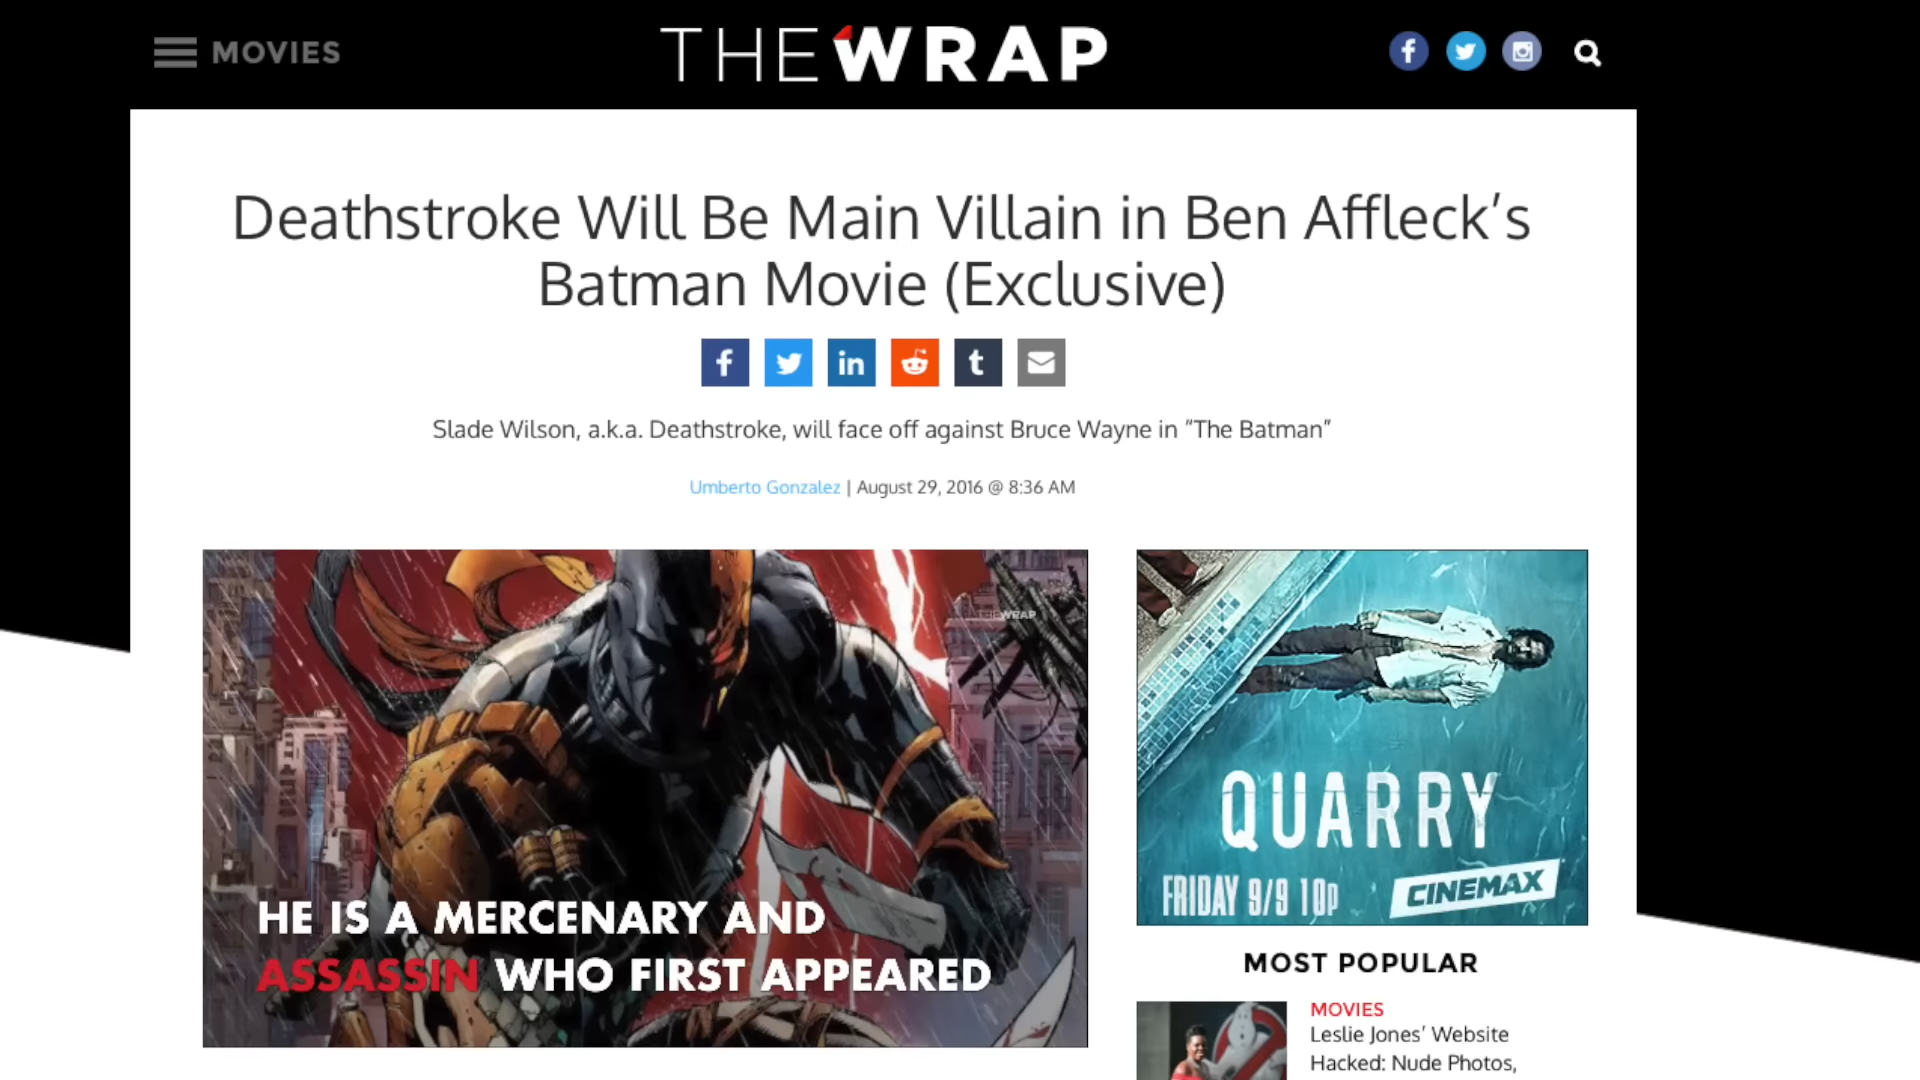 MOVIES
THE WRAP
Deathstroke Will Be Main Villain in Ben Affleck's
Batman Movie (Exclusive)
Slade Wilson, a.k.a. Deathstroke, will face off against Bruce Wayne in "The Batman"
Umberto Gonzalez | August 29, 2016 @ 8:36 AM
THEWRAP
HE IS A MERCENARY AND
ASSASSIN WHO FIRST APPEARED
QUARRY
FRIDAY 9/9 10p
CINEMAX
MOST POPULAR
MOVIES
Leslie Jones' Website
Hacked: Nude Photos,